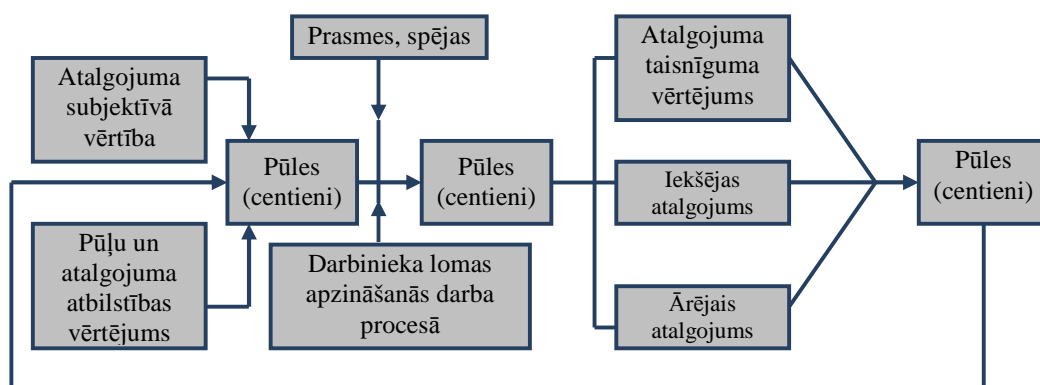 Prasmes, spējas
Atalgojuma
subjektīvā
vērtība
Pūles
(centieni)
Pūļu un
atalgojuma
atbilstības
vērtējums
Darbinieka lomas
apzināšanās darba
procesā
Pūles
(centieni)
Atalgojuma
taisnīguma
vērtējums
Iekšējas
atalgojums
Ārējais
atalgojums
Pūles
(centieni)